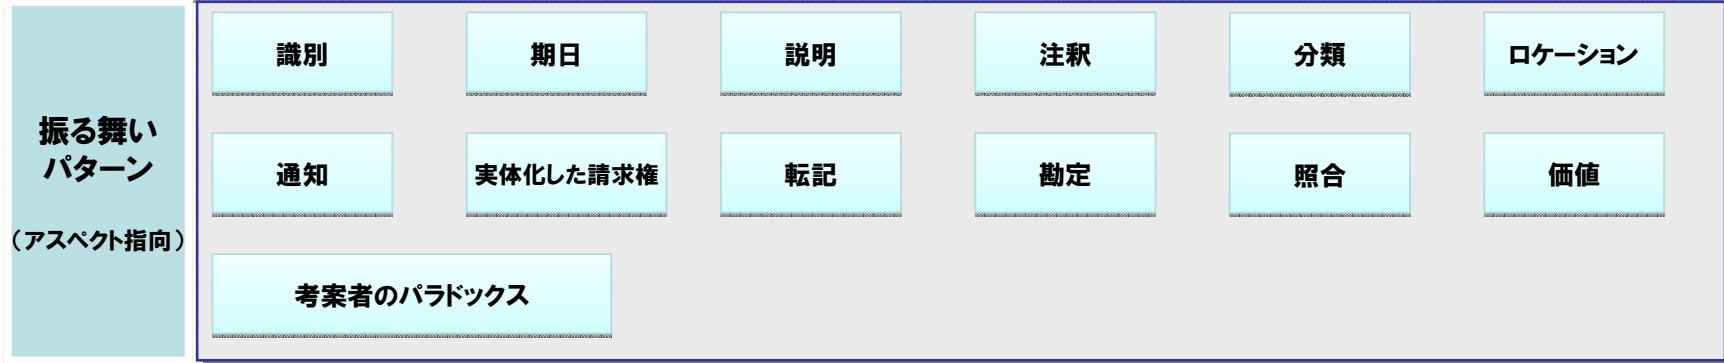 振る舞い
パターン
（アスペクト指向）
識別
期日
説明
注釈
分類
ロケーション
通知
実体化した請求権
転記
勘定
照合
価値
考案者のパラドックス